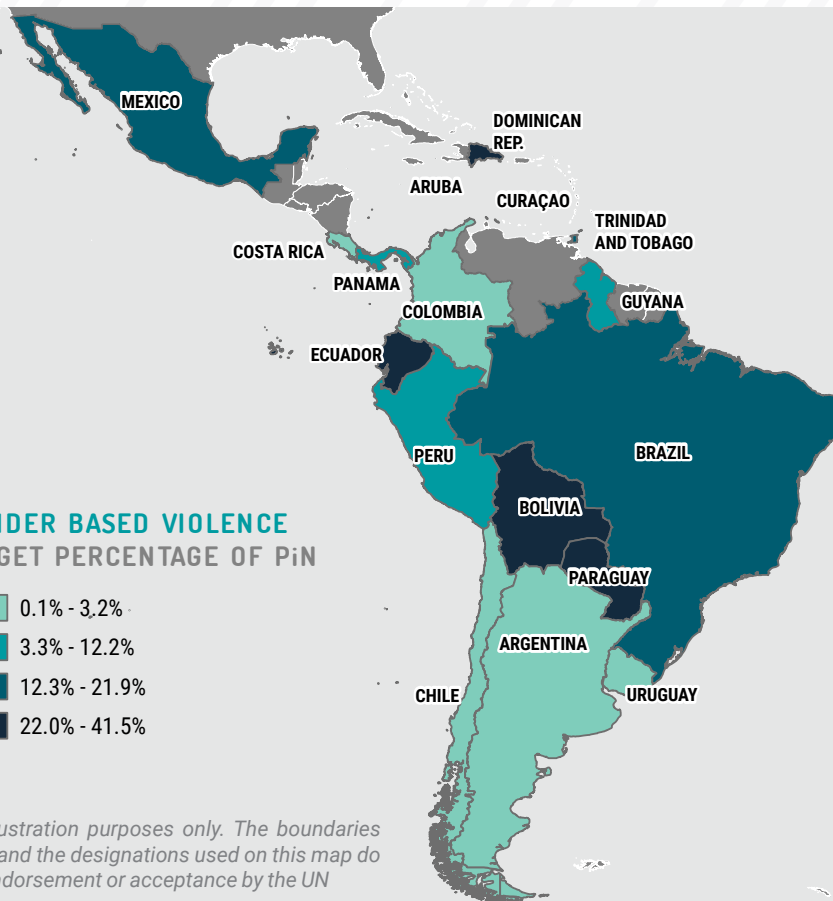 MEXICO
DOMINICAN
REP.
ARUBA
CURAÇAO
TRINIDAD
AND TOBAGO
COSTA RICA
PANAMA
COLOMBIA
GUYANA
ECUADOR
PERU
BRAZIL
BOLIVIA
PARAGUAY
ARGENTINA
CHILE
URUGUAY
NDER BASED VIOLENCE
GET PERCENTAGE OF PiN
0.1% - 3.2%
3.3% - 12.2%
12.3% - 21.9%
22.0% - 41.5%
ustration purposes only. The boundaries
and the designations used on this map do
ndorsement or acceptance by the UN